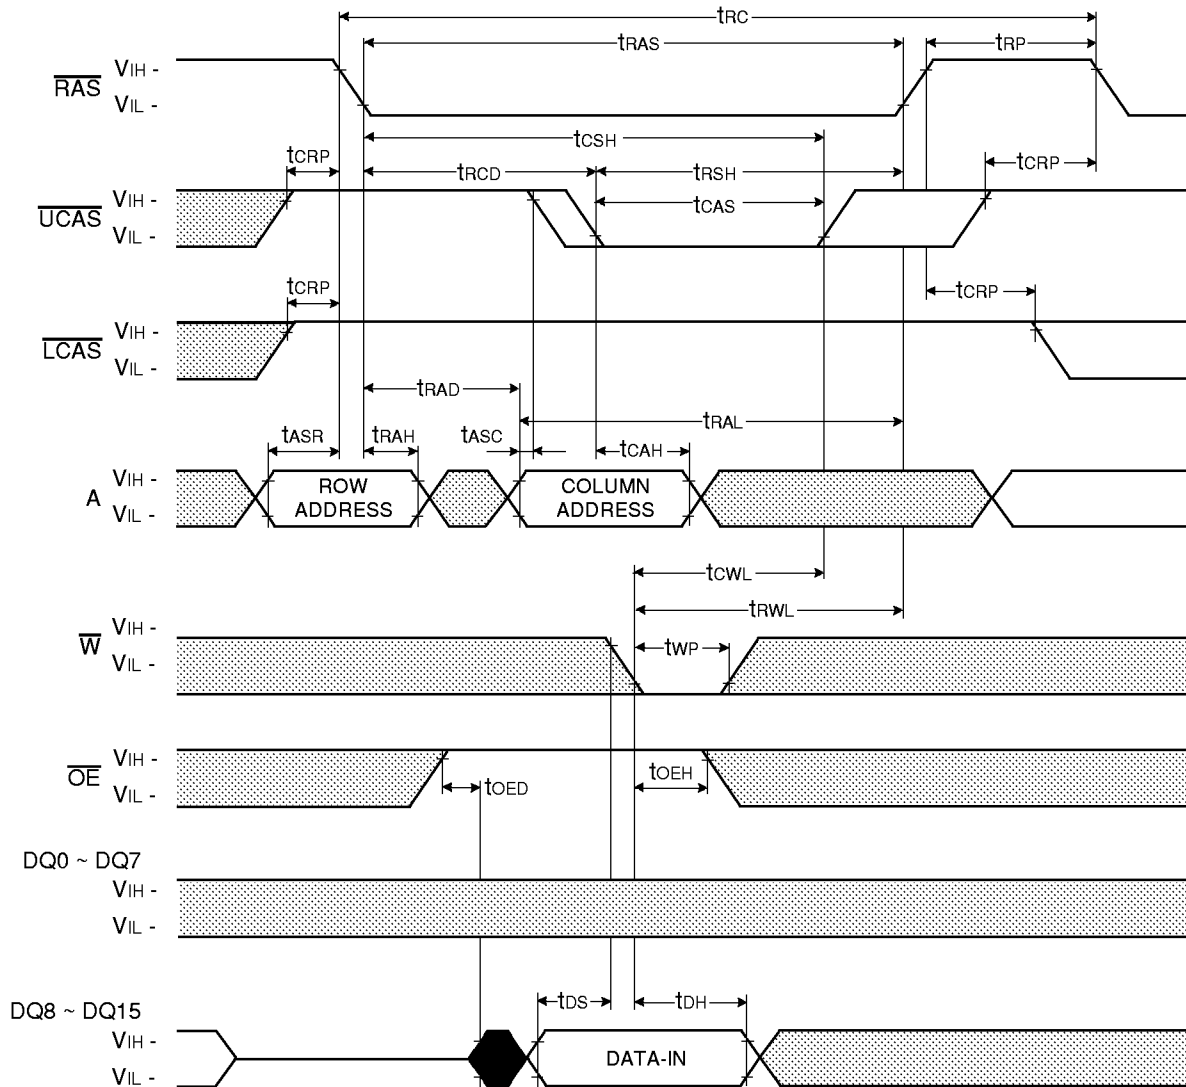 tRC
tRAS tRP
RAS VIH -
VIL -
tCSH
tCRP tRCD tRSH tCRP
UCAS VIH -
tCAS
VIL -
tCRP tCRP
LCAS VIH -
VIL -
tRAD
tRAL
tASR tRAH tASC tCAH
A VIH -
VIL -
ROW
ADDRESS
COLUMN
ADDRESS
tCWL
tRWL
W VIH -
VIL -
tWP
OE VIH -
VIL -
tOED tOEH
DQ0 ~ DQ7
VIH -
VIL -
tDS tDH
DQ8 ~ DQ15
VIH -
VIL -
DATA-IN